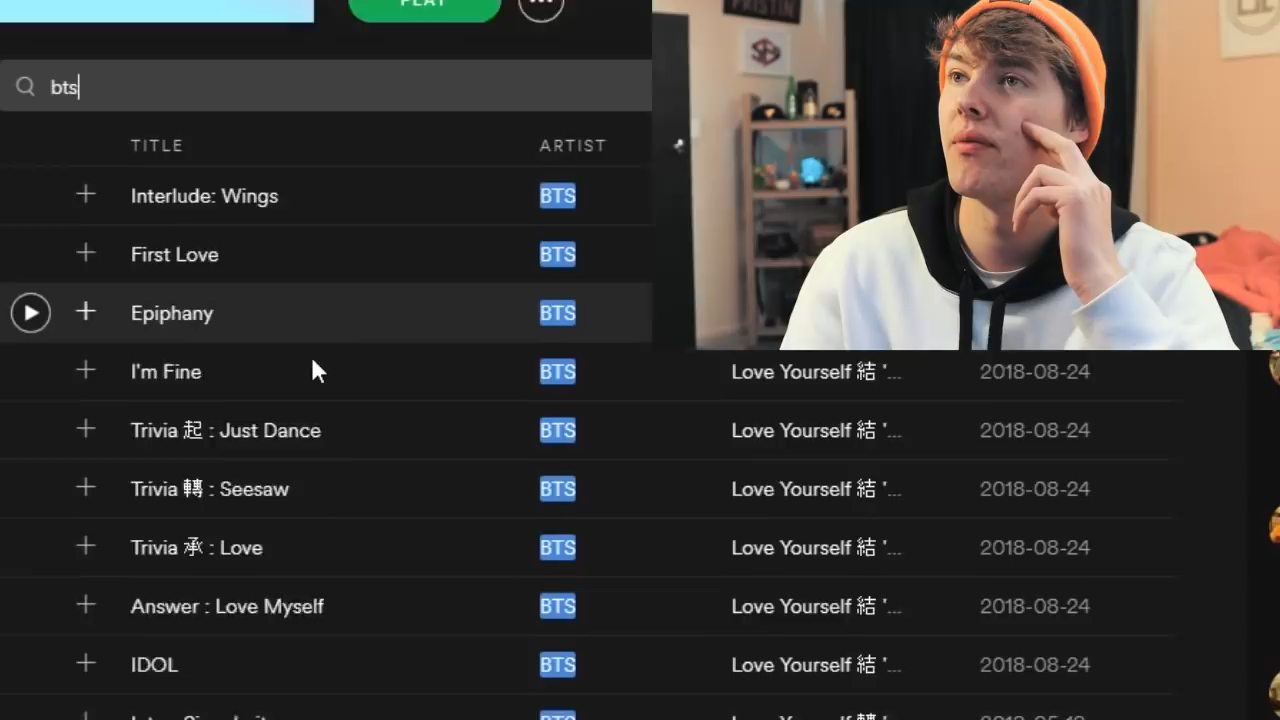 PLAY
bts
TITLE ARTIST
Interlude: Wings BTS
First Love BTS
Epiphany BTS
I'm Fine BTS Love Yourself 結 '... 2018-08-24
Trivia 起 : Just Dance BTS Love Yourself 結 '... 2018-08-24
Trivia 轉 : Seesaw BTS Love Yourself 結 '... 2018-08-24
Trivia 承 : Love BTS Love Yourself 結 '... 2018-08-24
Answer : Love Myself BTS Love Yourself 結 '... 2018-08-24
IDOL BTS Love Yourself 結 '... 2018-08-24
PRISTIN